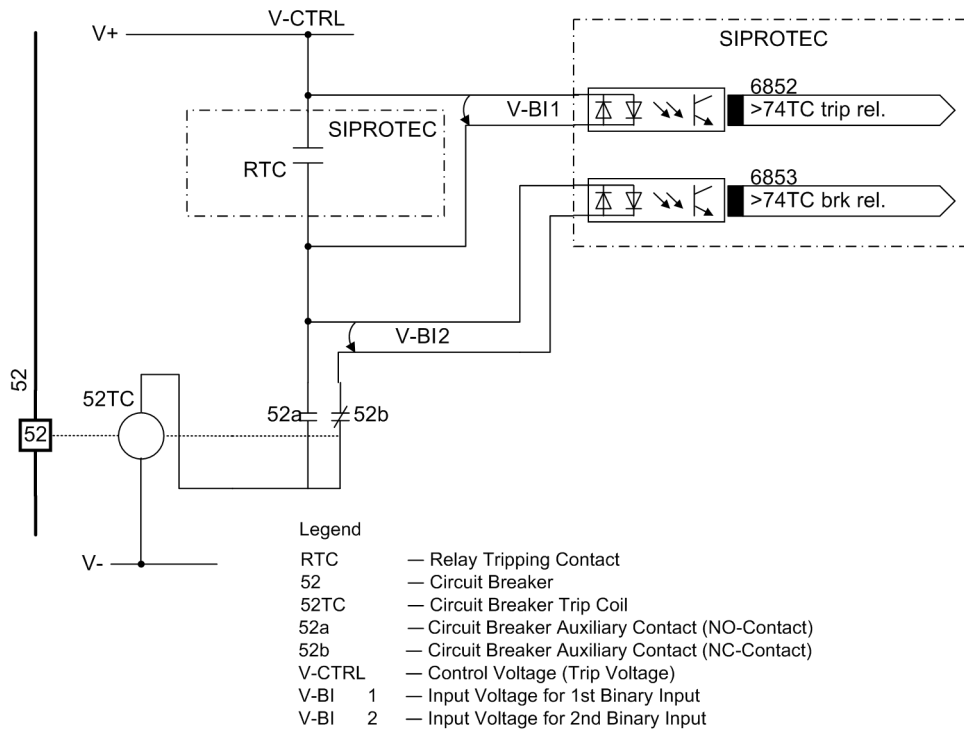 V-CTRL
V+
SIPROTEC
6852
V-BI1
>74TC trip rel.
SIPROTEC
RTC
6853
>74TC brk rel.
V-BI2
52
52TC
52a
52b
52
V-
Legend
RTC — Relay Tripping Contact
52 — Circuit Breaker
52TC — Circuit Breaker Trip Coil
52a — Circuit Breaker Auxiliary Contact (NO-Contact)
52b — Circuit Breaker Auxiliary Contact (NC-Contact)
V-CTRL — Control Voltage (Trip Voltage)
V-BI 1 — Input Voltage for 1st Binary Input
V-BI 2 — Input Voltage for 2nd Binary Input